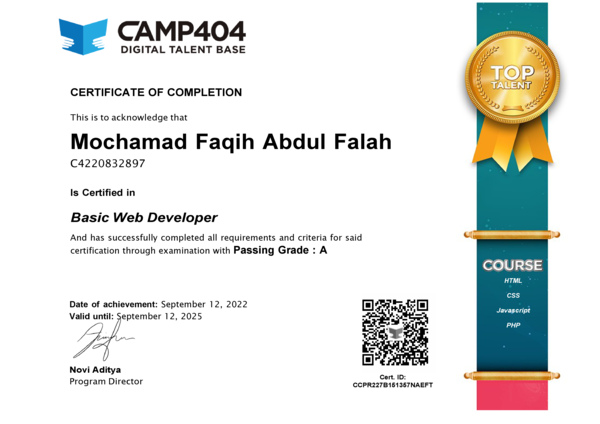 CAMP404
DIGITAL TALENT BASE
CERTIFICATE OF COMPLETION
This is to acknowledge that
Mochamad Faqih Abdul Falah
C4220832897
Is Certified in
Basic Web Developer
And has successfully completed all requirements and criteria for said
certification through examination with Passing Grade : A
Date of achievement: September 12, 2022
Valid until: September 12, 2025
Novi Aditya
Program Director
Cert. ID:
CCPR227B151357NAEFT
TOP
TALENT
COURSE
HTML
CSS
Javascript
PHP